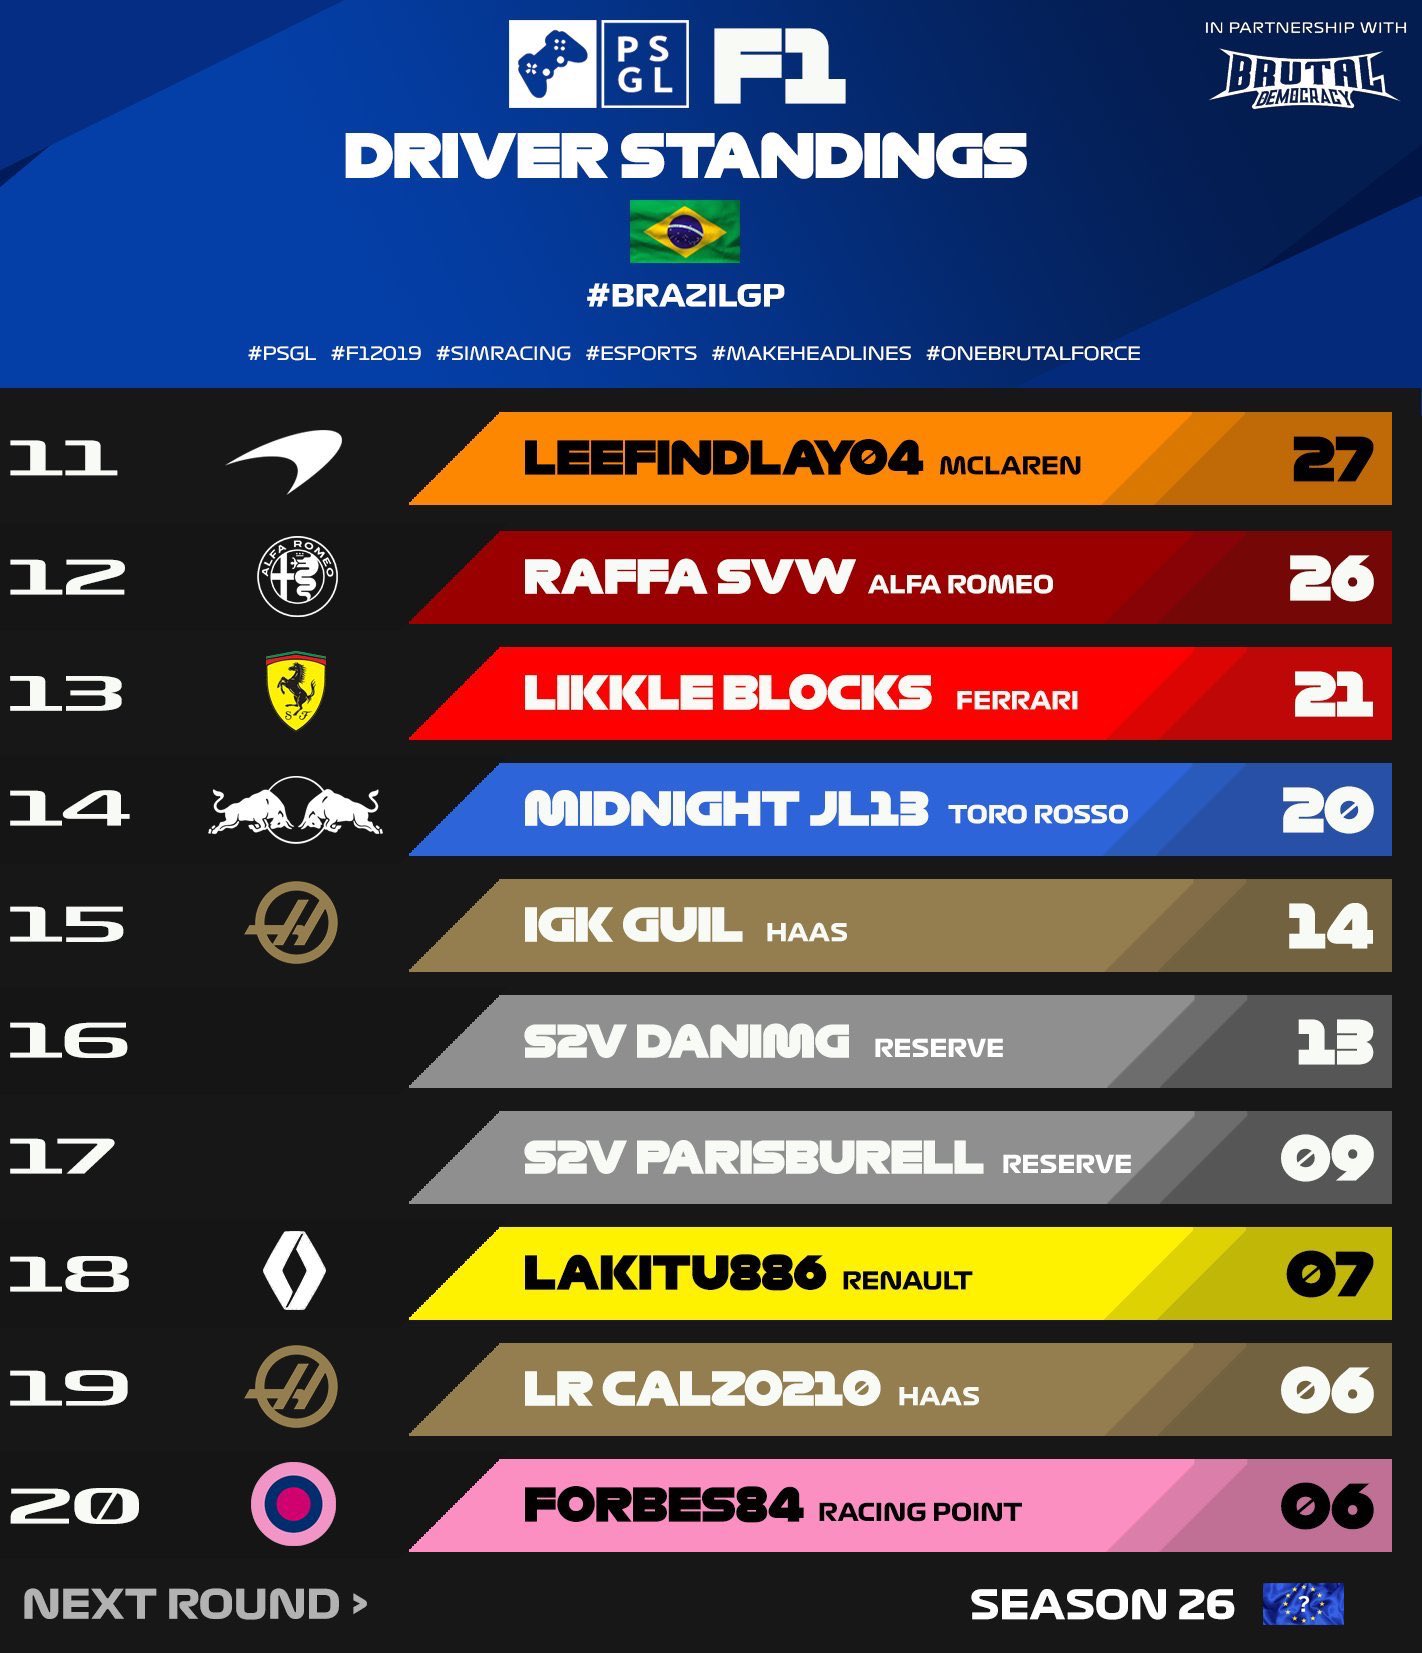 PS
GL
F1
IN PARTNERSHIP WITH
BRUTAL
DEMOCRACY
DRIVER STANDINGS
#BRAZILGP
#PSGL #F12019 #SIMRACING #ESPORTS #MAKEHEADLINES #ONEBRUTALFORCE
11 LEEFINDLAY04 MCLAREN 27
12 ALFA ROMEO RAFFA SVW ALFA ROMEO 26
13 S F LIKKLE BLOCKS FERRARI 21
14 MIDNIGHT JL13 TORO ROSSO 20
15 H IGK GUIL HAAS 14
16 S2V DANIMG RESERVE 13
17 S2V PARISBURELL RESERVE 09
18 LAKITU886 RENAULT 07
19 H LR CALZO210 HAAS 06
20 FORBES84 RACING POINT 06
NEXT ROUND > SEASON 26 ?